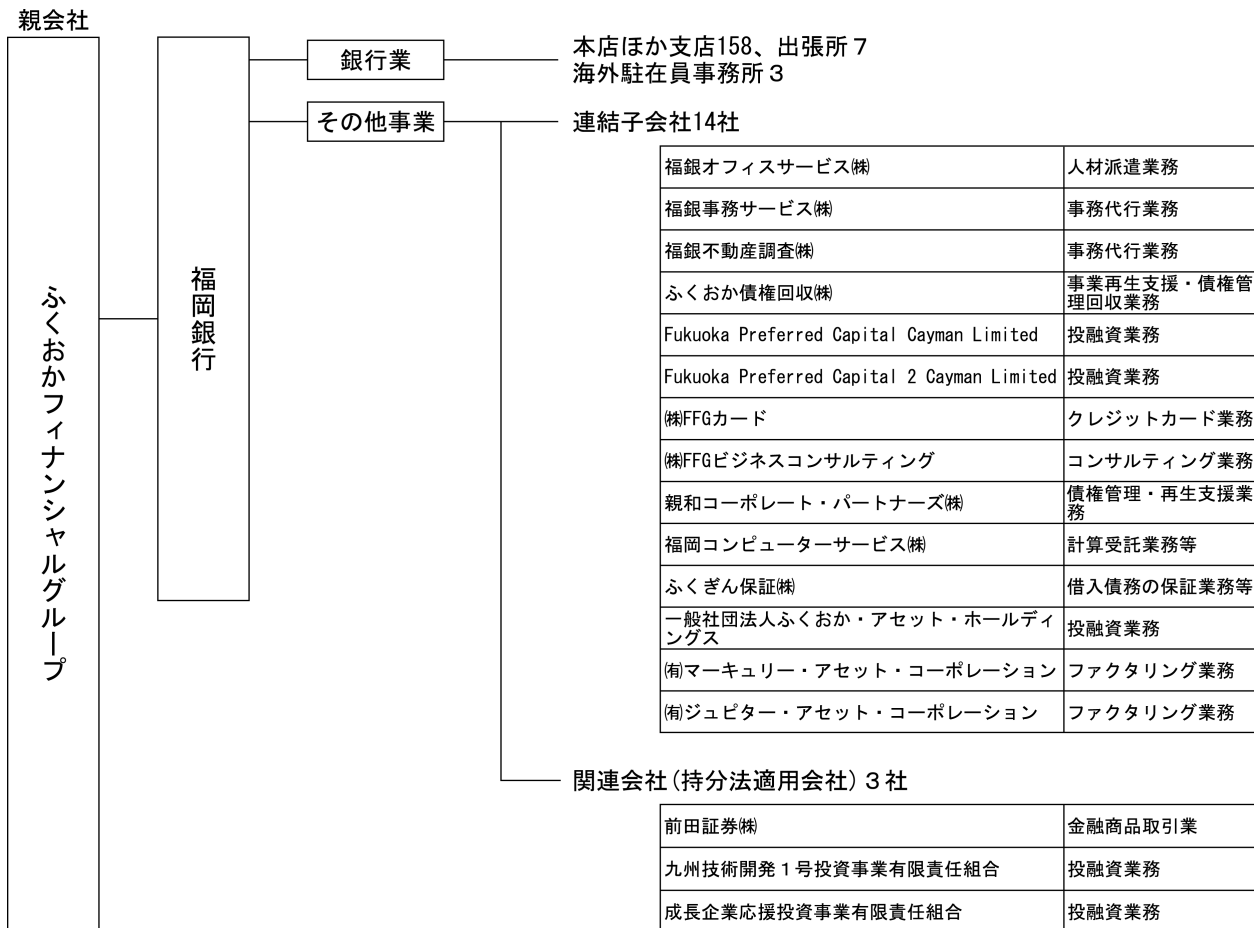 親会社
ふくおかフィナンシャルグループ
福岡銀行
銀行業
本店ほか支店158、出張所7
海外駐在員事務所3
その他事業
連結子会社14社
福銀オフィスサービス㈱ 人材派遣業務
福銀事務サービス㈱ 事務代行業務
福銀不動産調査㈱ 事務代行業務
ふくおか債権回収㈱ 事業再生支援・債権管
理回収業務
Fukuoka Preferred Capital Cayman Limited 投融資業務
Fukuoka Preferred Capital 2 Cayman Limited 投融資業務
㈱FFGカード クレジットカード業務
㈱FFGビジネスコンサルティング コンサルティング業務
親和コーポレート・パートナーズ㈱ 債権管理・再生支援業
務
福岡コンピューターサービス㈱ 計算受託業務等
ふくぎん保証㈱ 借入債務の保証業務等
一般社団法人ふくおか・アセット・ホールディ
ングス 投融資業務
㈲マーキュリー・アセット・コーポレーション ファクタリング業務
㈲ジュピター・アセット・コーポレーション ファクタリング業務
関連会社(持分法適用会社)3社
前田証券㈱ 金融商品取引業
九州技術開発1号投資事業有限責任組合 投融資業務
成長企業応援投資事業有限責任組合 投融資業務